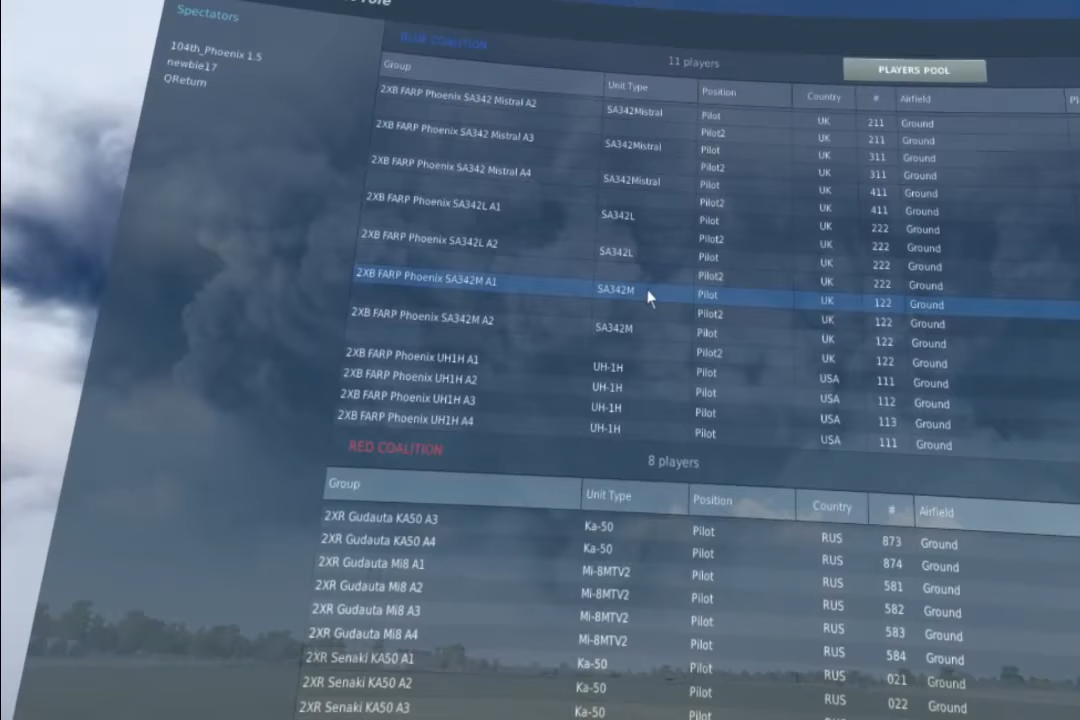 role
Spectators
104th_Phoenix 1.5
newbie17
QReturn
BLUE COALITION 11 players PLAYERS POOL
Group Unit Type Position Country # Airfield
2XB FARP Phoenix SA342 Mistral A2 SA342Mistral Pilot UK 211 Ground
Pilot2 UK 211 Ground
2XB FARP Phoenix SA342 Mistral A3 SA342Mistral Pilot UK 311 Ground
Pilot2 UK 311 Ground
2XB FARP Phoenix SA342 Mistral A4 SA342Mistral Pilot UK 411 Ground
Pilot2 UK 411 Ground
2XB FARP Phoenix SA342L A1 SA342L Pilot UK 222 Ground
Pilot2 UK 222 Ground
2XB FARP Phoenix SA342L A2 SA342L Pilot UK 222 Ground
Pilot2 UK 222 Ground
2XB FARP Phoenix SA342M A1 SA342M Pilot UK 122 Ground
Pilot2 UK 122 Ground
2XB FARP Phoenix SA342M A2 SA342M Pilot UK 122 Ground
Pilot2 UK 122 Ground
2XB FARP Phoenix UH1H A1 UH-1H Pilot USA 111 Ground
2XB FARP Phoenix UH1H A2 UH-1H Pilot USA 112 Ground
2XB FARP Phoenix UH1H A3 UH-1H Pilot USA 113 Ground
2XB FARP Phoenix UH1H A4 UH-1H Pilot USA 111 Ground
RED COALITION 8 players
Group Unit Type Position Country # Airfield
2XR Gudauta KA50 A3 Ka-50 Pilot RUS 873 Ground
2XR Gudauta KA50 A4 Ka-50 Pilot RUS 874 Ground
2XR Gudauta Mi8 A1 Mi-8MTV2 Pilot RUS 581 Ground
2XR Gudauta Mi8 A2 Mi-8MTV2 Pilot RUS 582 Ground
2XR Gudauta Mi8 A3 Mi-8MTV2 Pilot RUS 583 Ground
2XR Gudauta Mi8 A4 Mi-8MTV2 Pilot RUS 584 Ground
2XR Senaki KA50 A1 Ka-50 Pilot RUS 021 Ground
2XR Senaki KA50 A2 Ka-50 Pilot RUS 022 Ground
2XR Senaki KA50 A3 Ka-50 Pilot